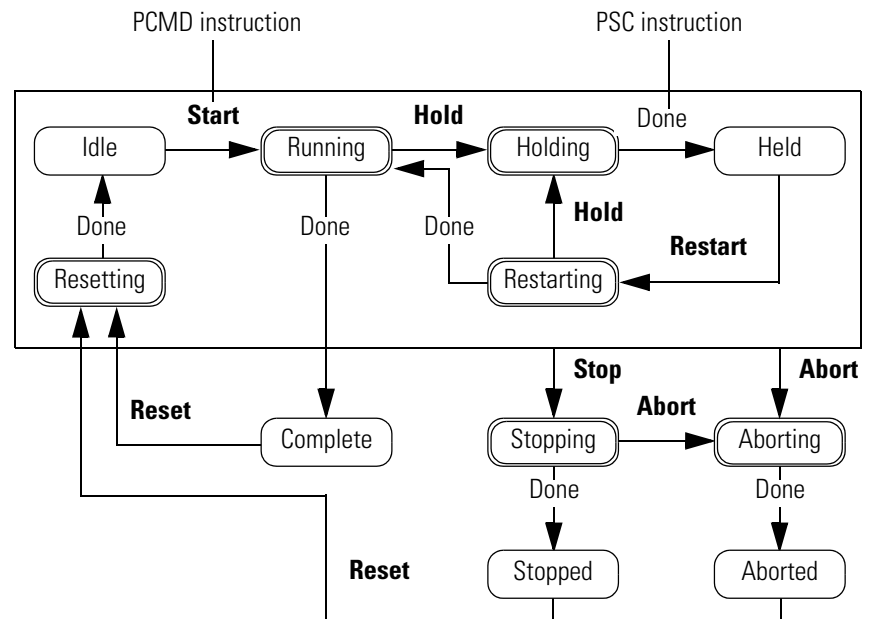 PCMD instruction
PSC instruction
Start
Hold
Done
Idle
Running
Holding
Held
Done
Done
Done
Hold
Restart
Resetting
Restarting
Stop
Abort
Reset
Abort
Complete
Stopping
Aborting
Done
Done
Reset
Stopped
Aborted